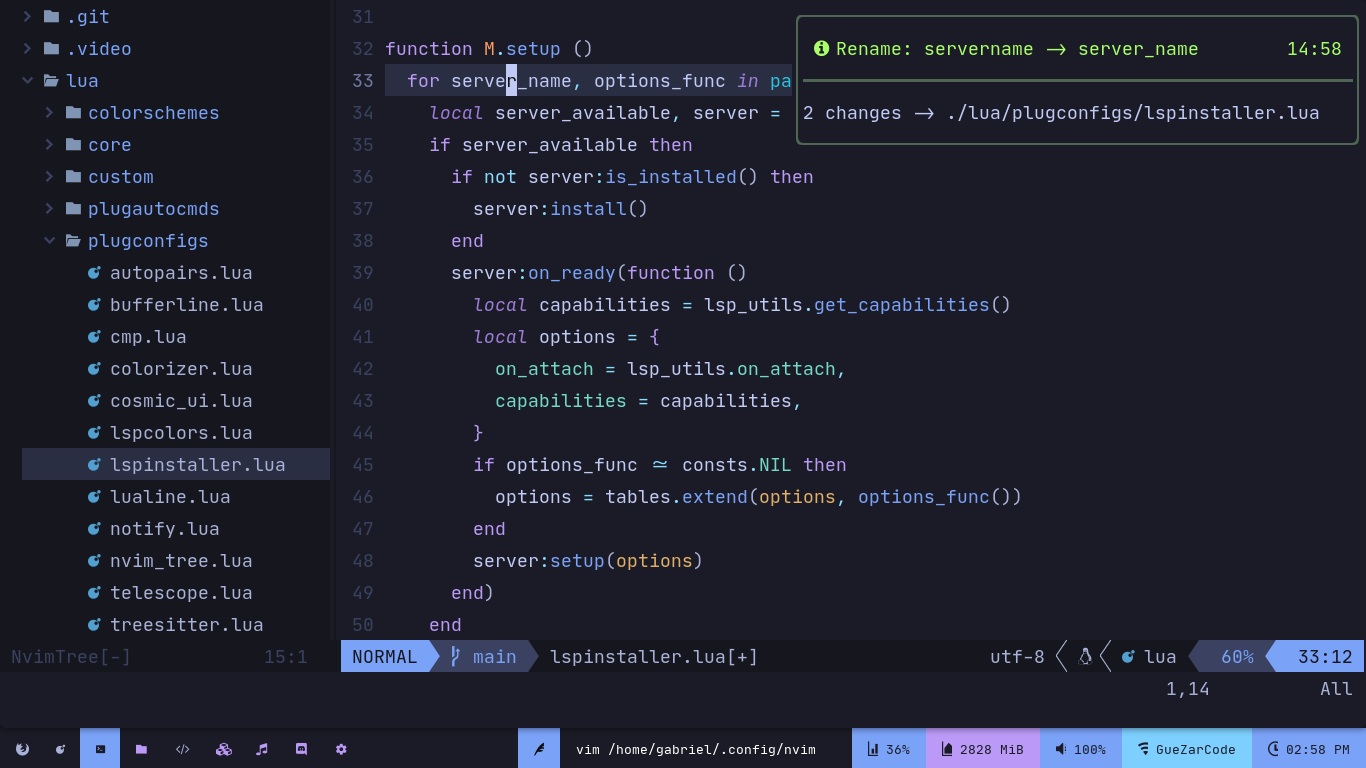 .git
.video
lua
colorschemes
core
custom
plugautocmds
plugconfigs
autopairs.lua
bufferline.lua
cmp.lua
colorizer.lua
cosmic_ui.lua
lspcolors.lua
lspinstaller.lua
lualine.lua
notify.lua
nvim_tree.lua
telescope.lua
treesitter.lua
NvimTree[-] 15:1
31
32 function M.setup ()
33 for server_name, options_func in pa
34 local server_available, server =
35 if server_available then
36 if not server:is_installed() then
37 server:install()
38 end
39 server:on_ready(function ()
40 local capabilities = lsp_utils.get_capabilities()
41 local options = {
42 on_attach = lsp_utils.on_attach,
43 capabilities = capabilities,
44 }
45 if options_func ≃ consts.NIL then
46 options = tables.extend(options, options_func())
47 end
48 server:setup(options)
49 end)
50 end
Rename: servername → server_name 14:58
2 changes → ./lua/plugconfigs/lspinstaller.lua
NORMAL main lspinstaller.lua[+] utf-8 lua 60% 33:12
1,14 All
vim /home/gabriel/.config/nvim 36% 2828 MiB 100% GueZarCode 02:58 PM